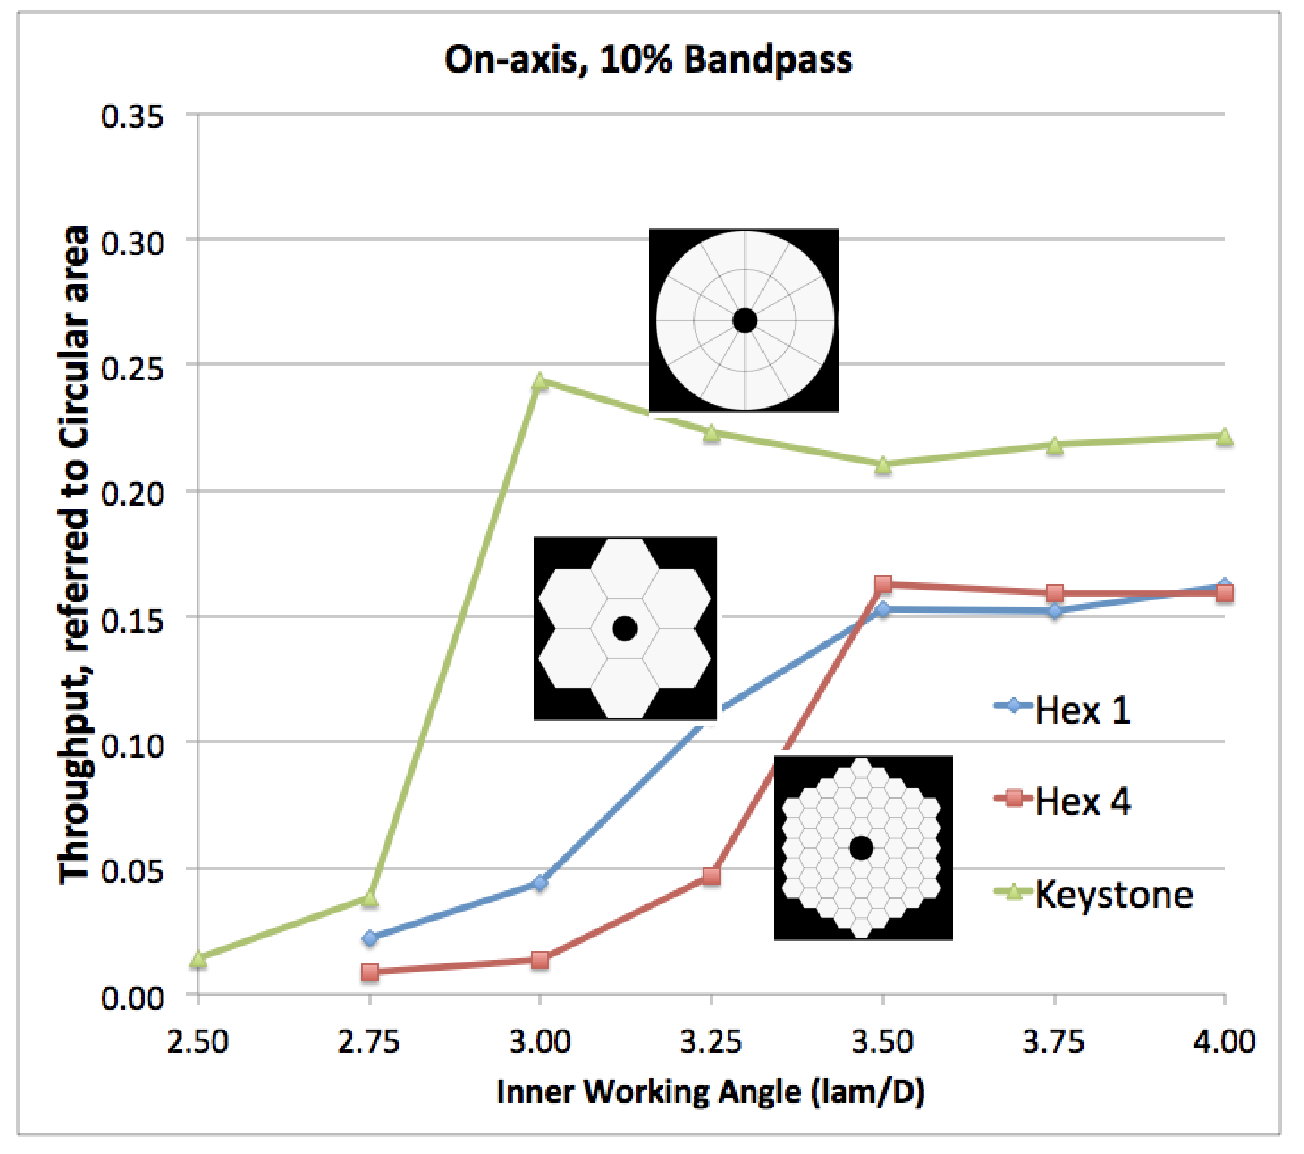 On-axis, 10% Bandpass
Throughput, referred to Circular area
0.35
0.30
0.25
0.20
0.15
0.10
0.05
0.00
Hex 1
Hex 4
Keystone
2.50 2.75 3.00 3.25 3.50 3.75 4.00
Inner Working Angle (lam/D)